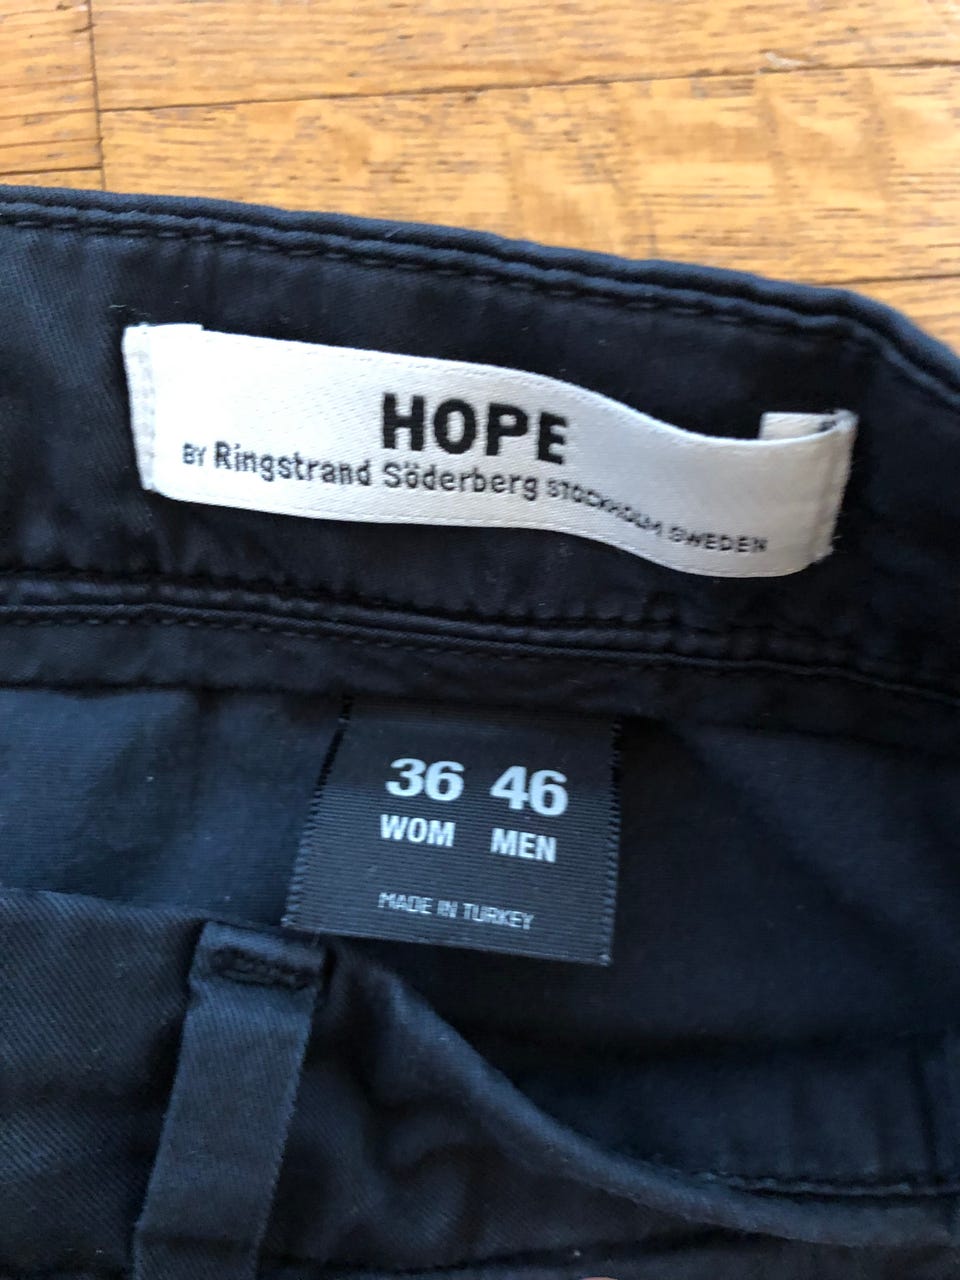 HOPE
BY Ringstrand Söderberg STOCKHOLM SWEDEN
36 46
WOM MEN
MADE IN TURKEY